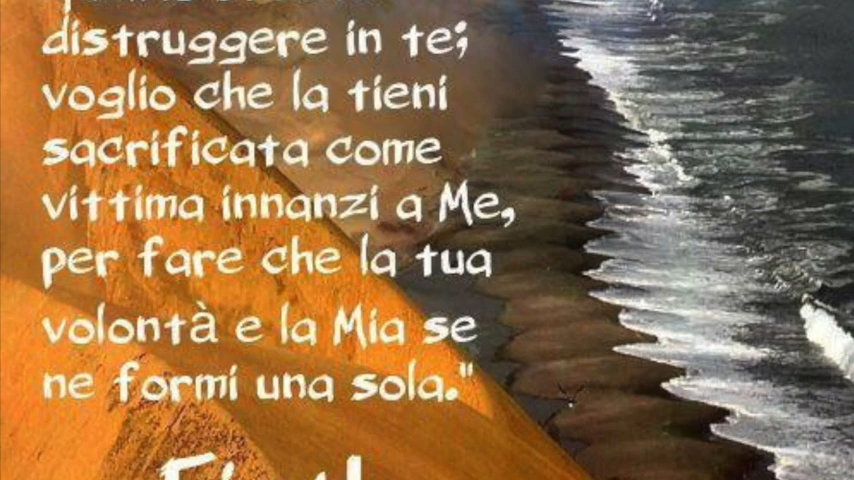 distruggere in te;
voglio che la tieni
sacrificata come
vittima innanzi a Me,
per fare che la tua
volontà e la Mia se
ne formi una sola."